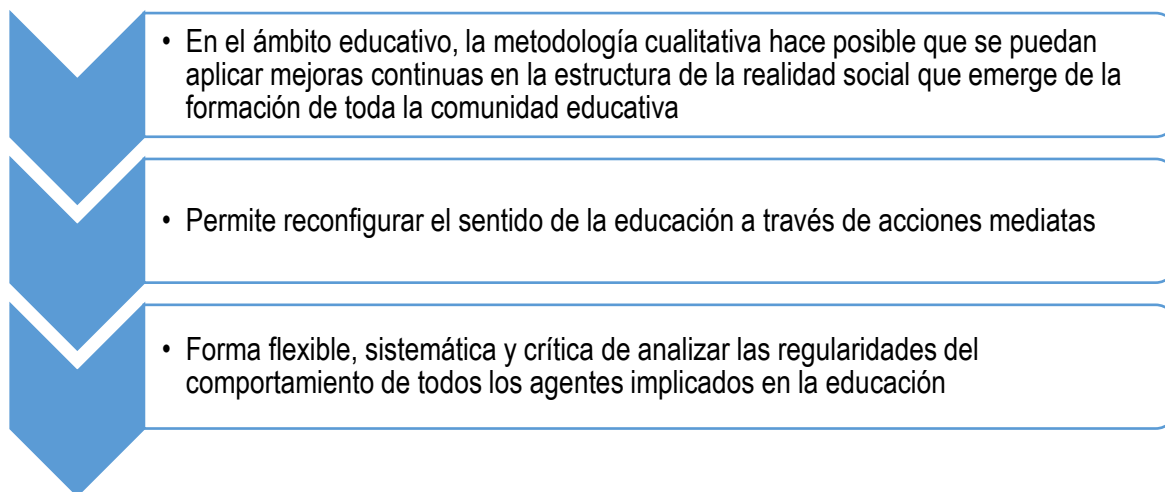 • En el ámbito educativo, la metodología cualitativa hace posible que se puedan
aplicar mejoras continuas en la estructura de la realidad social que emerge de la
formación de toda la comunidad educativa
• Permite reconfigurar el sentido de la educación a través de acciones mediatas
• Forma flexible, sistemática y crítica de analizar las regularidades del
comportamiento de todos los agentes implicados en la educación